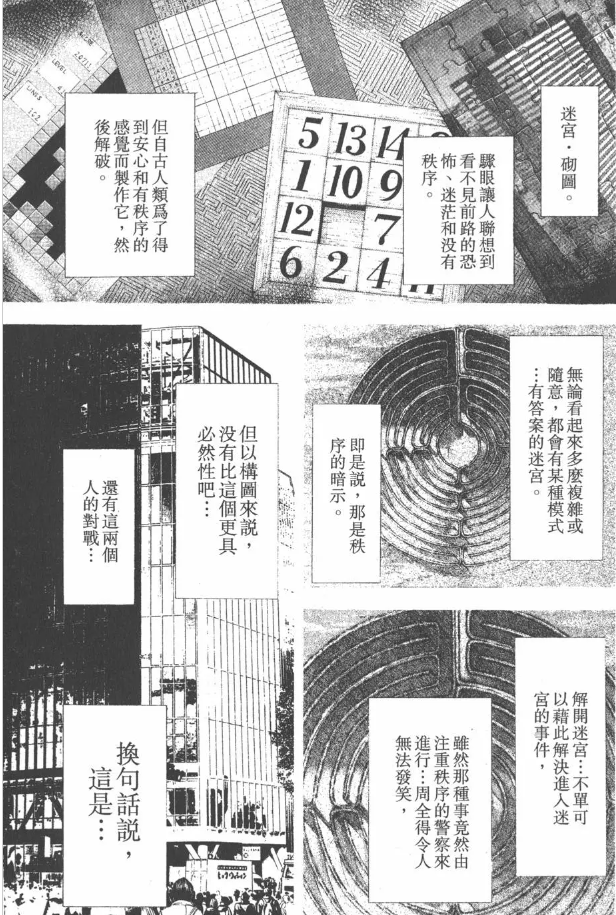 迷宮・砌圖。
驟眼讓人聯想到
看不見前路的恐
怖、迷茫和没有
秩序。
但自古人類爲了得
到安心和有秩序的
感覺而製作它，然
後解破。
SCORE
LEVEL
LINES
5 13 14
1 10 9
12 7
6 2 4 11
無論看起來多麼複雜或
隨意，都會有某種模式
…有答案的迷宮。
即是説，那是秩
序的暗示。
解開迷宮…不單可
以藉此解決進入迷
宮的事件，
雖然那種事竟然由
注重秩序的警察來
進行…周全得令人
無法發笑，
但以構圖來説，
没有比這個更具
必然性吧…
還有這兩個
人的對戰…
換句話説，
這是…